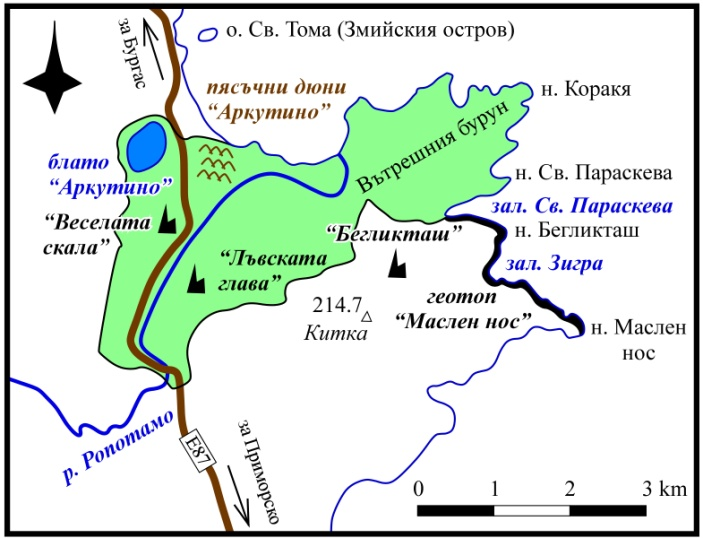 о. Св. Тома (Змийския остров)
за Бургас
пясъчни дюни
“Аркутино”
н. Коракя
Вътрешния бурун
блато
“Аркутино”
н. Св. Параскева
зал. Св. Параскева
“Веселата
скала”
“Бегликташ”
н. Бегликташ
“Лъвската
глава”
зал. Зигра
геотоп
“Маслен нос”
214.7
Китка
н. Маслен
нос
р. Ропотамо
E87
за Приморско
0 1 2 3 km